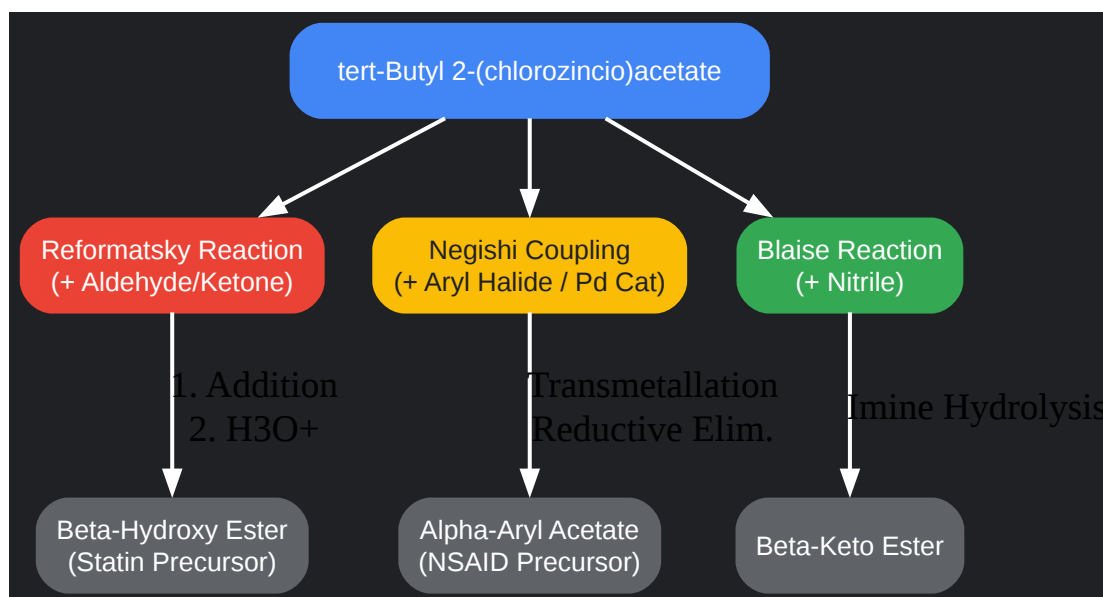 tert-Butyl 2-(chlorozincio)acetate
Reformatsky Reaction
(+ Aldehyde/Ketone)
Negishi Coupling
(+ Aryl Halide / Pd Cat)
Blaise Reaction
(+ Nitrile)
1. Addition
2. H3O+
Transmetallation
Reductive Elim.
Imine Hydrolysis
Beta-Hydroxy Ester
(Statin Precursor)
Alpha-Aryl Acetate
(NSAID Precursor)
Beta-Keto Ester